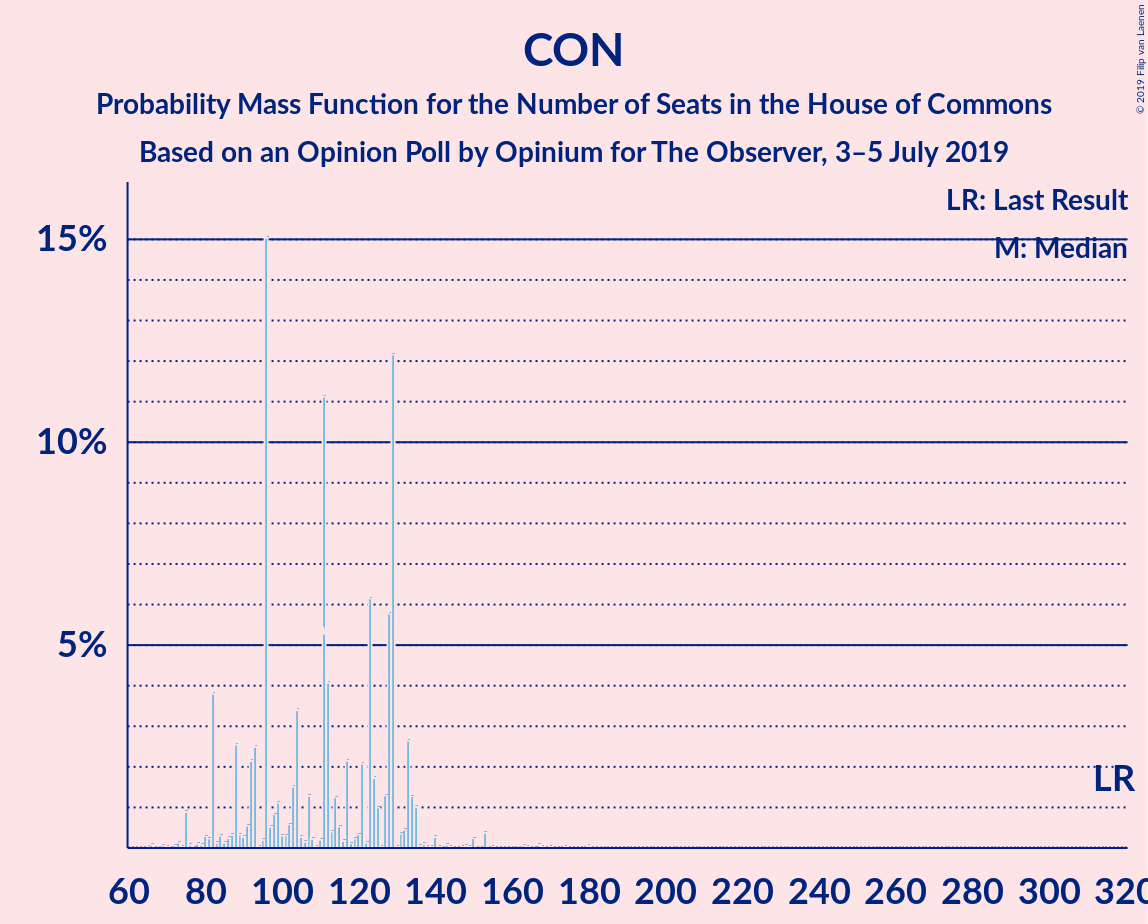 CON
Probability Mass Function for the Number of Seats in the House of Commons
Based on an Opinion Poll by Opinium for The Observer, 3–5 July 2019
© 2019 Filip van Laenen
LR: Last Result
M: Median
15%
10%
5%
LR
60 80 100 120 140 160 180 200 220 240 260 280 300 320